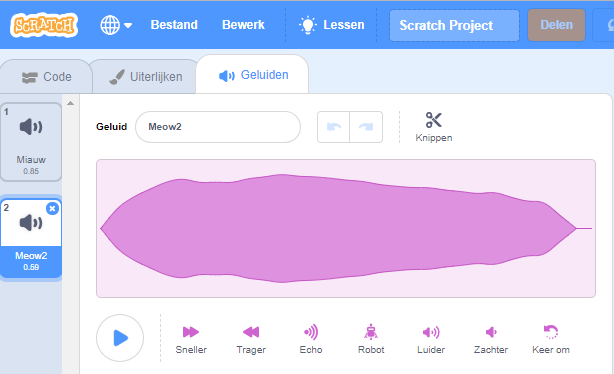 SCRATCH Bestand Bewerk Lessen Scratch Project Delen
Code Uiterlijken Geluiden
1
Miauw
0.85
2
Meow2
0.59
Geluid Meow2 Knippen
Sneller Trager Echo Robot Luider Zachter Keer om